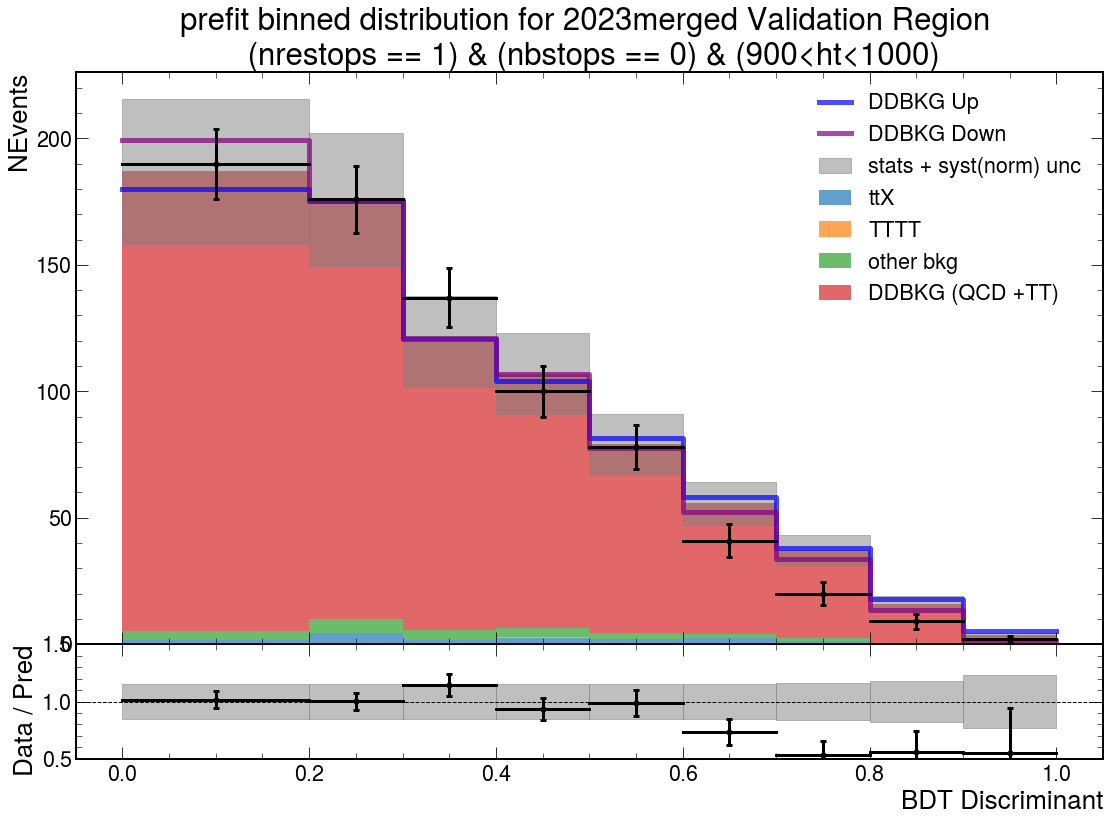 prefit binned distribution for 2023merged Validation Region
(nrestops == 1) & (nbstops == 0) & (900<ht<1000)
NEvents
200
150
100
50
0
DDBKG Up
DDBKG Down
stats + syst(norm) unc
ttX
TTTT
other bkg
DDBKG (QCD +TT)
Data / Pred
1.5
1.0
0.5
0.0
0.2
0.4
0.6
0.8
1.0
BDT Discriminant